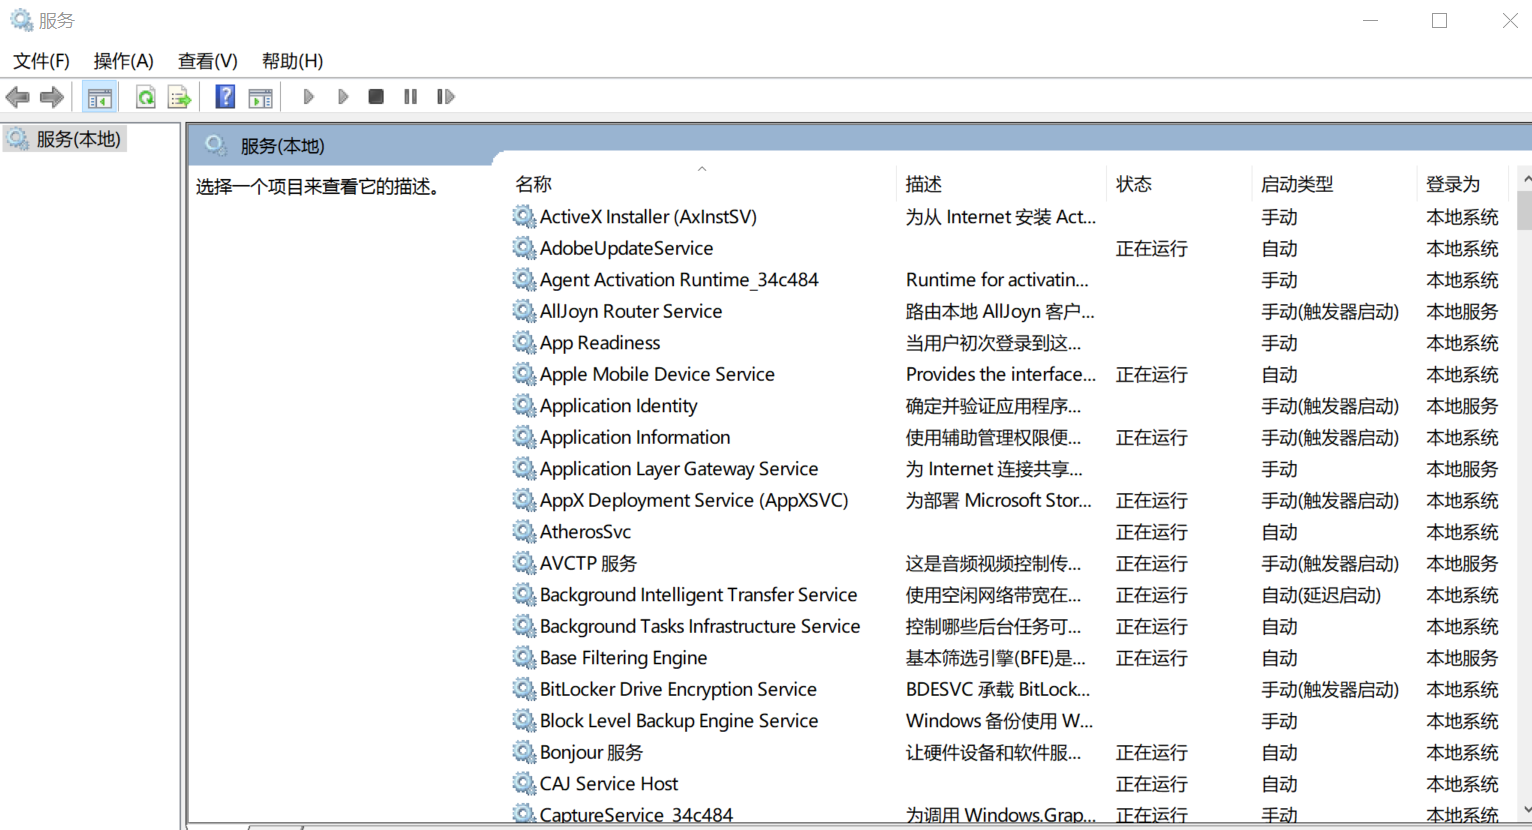 服务
文件(F) 操作(A) 查看(V) 帮助(H)
服务(本地)
服务(本地)
选择一个项目来查看它的描述。
名称 描述 状态 启动类型 登录为
ActiveX Installer (AxInstSV) 为从 Internet 安装 Act... 手动 本地系统
AdobeUpdateService 正在运行 自动 本地系统
Agent Activation Runtime_34c484 Runtime for activatin... 手动 本地系统
AllJoyn Router Service 路由本地 AllJoyn 客户... 手动(触发器启动) 本地服务
App Readiness 当用户初次登录到这... 手动 本地系统
Apple Mobile Device Service Provides the interface... 正在运行 自动 本地系统
Application Identity 确定并验证应用程序... 手动(触发器启动) 本地服务
Application Information 使用辅助管理权限便... 正在运行 手动(触发器启动) 本地系统
Application Layer Gateway Service 为 Internet 连接共享... 手动 本地服务
AppX Deployment Service (AppXSVC) 为部署 Microsoft Stor... 正在运行 手动(触发器启动) 本地系统
AtherosSvc 正在运行 自动 本地系统
AVCTP 服务 这是音频视频控制传... 正在运行 手动(触发器启动) 本地服务
Background Intelligent Transfer Service 使用空闲网络带宽在... 正在运行 自动(延迟启动) 本地系统
Background Tasks Infrastructure Service 控制哪些后台任务可... 正在运行 自动 本地系统
Base Filtering Engine 基本筛选引擎(BFE)是... 正在运行 自动 本地服务
BitLocker Drive Encryption Service BDESVC 承载 BitLock... 手动(触发器启动) 本地系统
Block Level Backup Engine Service Windows 备份使用 W... 手动 本地系统
Bonjour 服务 让硬件设备和软件服... 正在运行 自动 本地系统
CAJ Service Host 正在运行 自动 本地系统
CaptureService_34c484 为调用 Windows.Grap... 正在运行 手动 本地系统